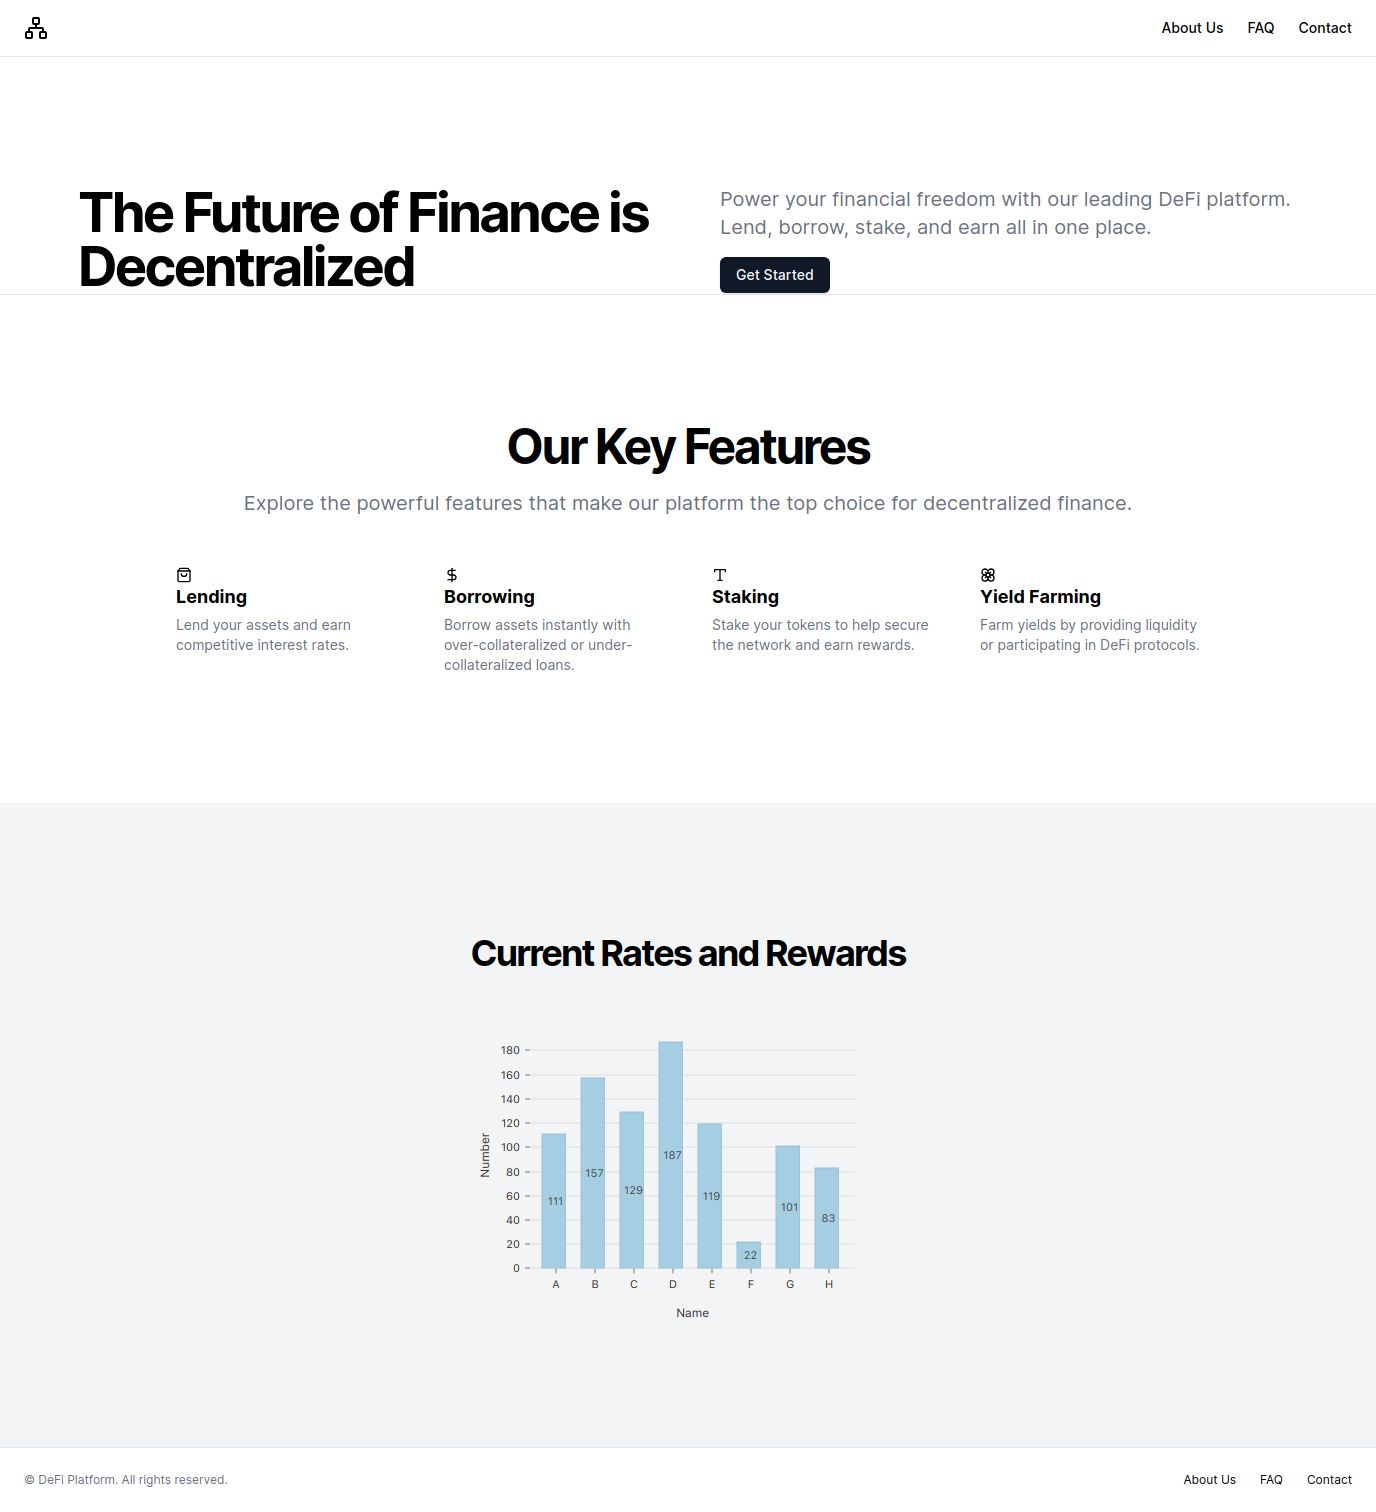 About Us FAQ Contact
The Future of Finance is
Decentralized
Power your financial freedom with our leading DeFi platform.
Lend, borrow, stake, and earn all in one place.
Get Started
Our Key Features
Explore the powerful features that make our platform the top choice for decentralized finance.
Lending
Lend your assets and earn
competitive interest rates.
Borrowing
Borrow assets instantly with
over-collateralized or under-
collateralized loans.
Staking
Stake your tokens to help secure
the network and earn rewards.
Yield Farming
Farm yields by providing liquidity
or participating in DeFi protocols.
Current Rates and Rewards
Number
180
160
140
120
100
80
60
40
20
0
111
157
129
187
119
22
101
83
A B C D E F G H
Name
© DeFi Platform. All rights reserved.
About Us FAQ Contact